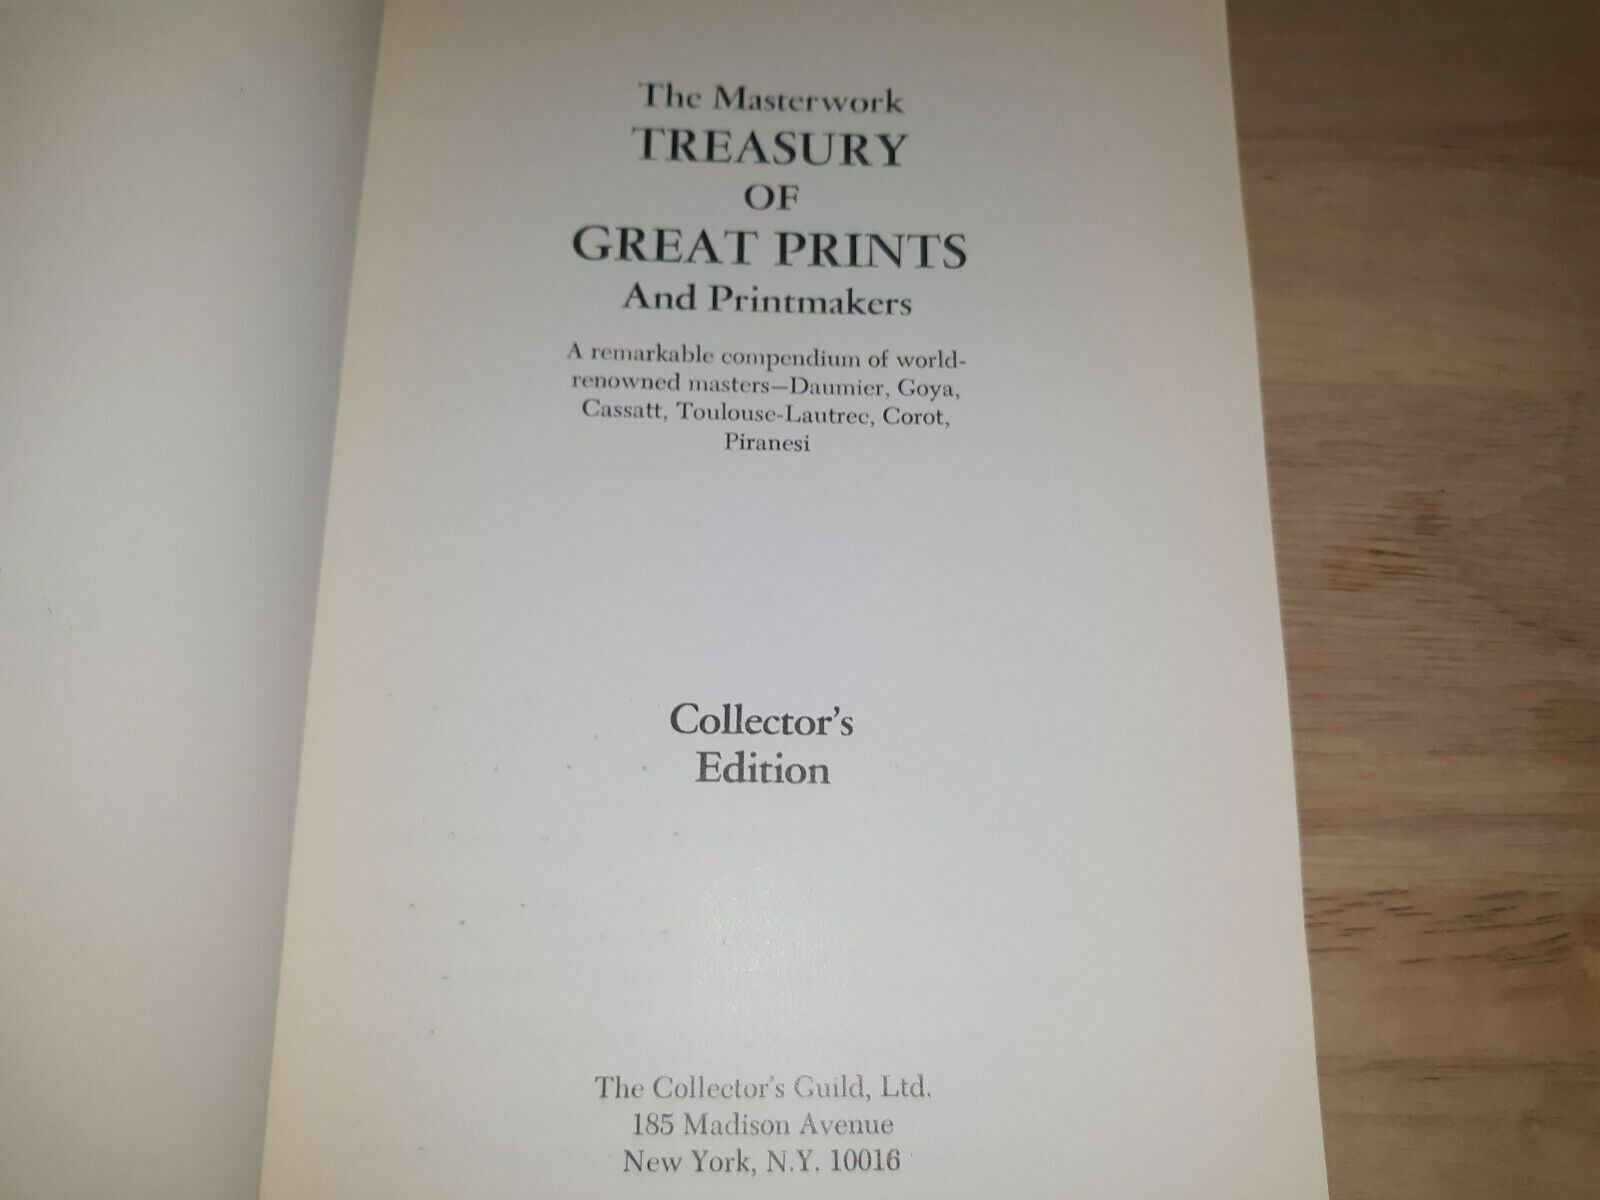 The Masterwork
TREASURY
OF
GREAT PRINTS
And Printmakers
A remarkable compendium of world-
renowned masters—Daumier, Goya,
Cassatt, Toulouse-Lautrec, Corot,
Piranesi
Collector's
Edition
The Collector's Guild, Ltd.
185 Madison Avenue
New York, N.Y. 10016